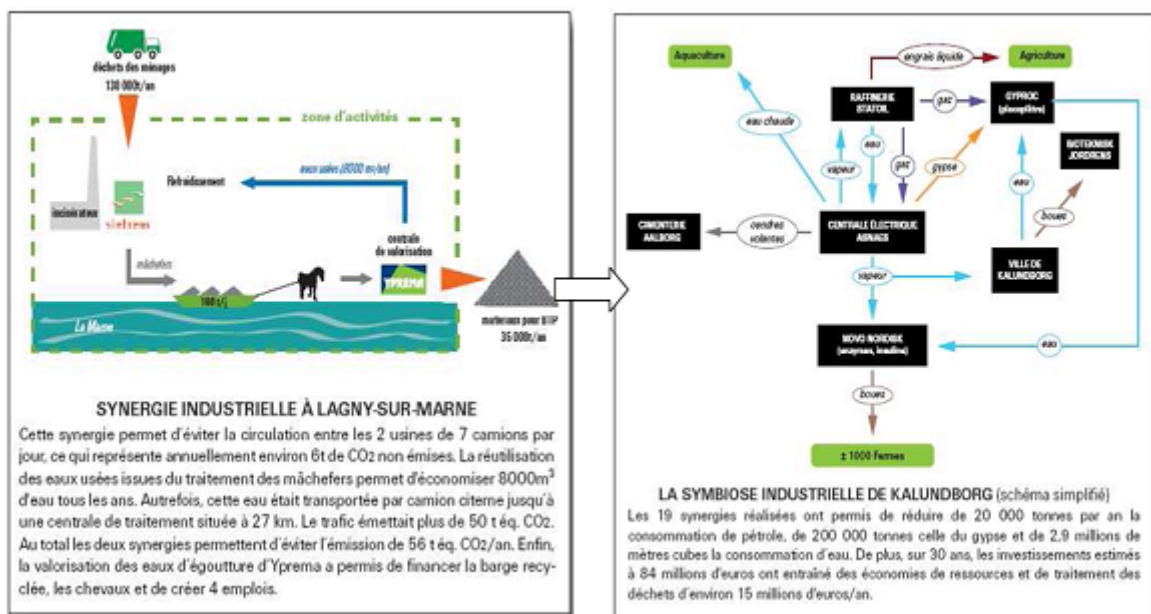 déchets des ménages
130 000t/an
zone d'activités
eaux usées (8000 m³/an)
Refroidissement
incinérateur
sietrem
centrale
de valorisation
YPREMA
mâchefers
La Marne
matériaux pour BTP
35 000t/an
SYNERGIE INDUSTRIELLE À LAGNY-SUR-MARNE
Cette synergie permet d'éviter la circulation entre les 2 usines de 7 camions par
jour, ce qui représente annuellement environ 6t de CO2 non émises. La réutilisation
des eaux usées issues du traitement des mâchefers permet d'économiser 8000m³
d'eau tous les ans. Autrefois, cette eau était transportée par camion citerne jusqu'à
une centrale de traitement située à 27 km. Le trafic émettait plus de 50 t éq. CO2.
Au total les deux synergies permettent d'éviter l'émission de 56 t éq. CO2/an. Enfin,
la valorisation des eaux d'égoutture d'Yprema a permis de financer la barge recy-
clée, les chevaux et de créer 4 emplois.
Aquaculture
engrais liquide
Agriculture
RAFFINERIE
STATOIL
gaz
GYPROC
(placoplâtre)
eau chaude
vapeur
eau
gaz
gypse
BIOTEKNISK
JORDRENS
eau
boues
CIMENTERIE
AALBORG
cendres
volantes
CENTRALE ÉLECTRIQUE
ASNAES
VILLE DE
KALUNDBORG
vapeur
NOVO NORDISK
(enzymes, insuline)
eau
boues
± 1000 Fermes
LA SYMBIOSE INDUSTRIELLE DE KALUNDBORG (schéma simplifié)
Les 19 synergies réalisées ont permis de réduire de 20 000 tonnes par an la
consommation de pétrole, de 200 000 tonnes celle du gypse et de 2,9 millions de
mètres cubes la consommation d'eau. De plus, sur 30 ans, les investissements estimés
à 84 millions d'euros ont entraîné des économies de ressources et de traitement des
déchets d'environ 15 millions d'euros/an.